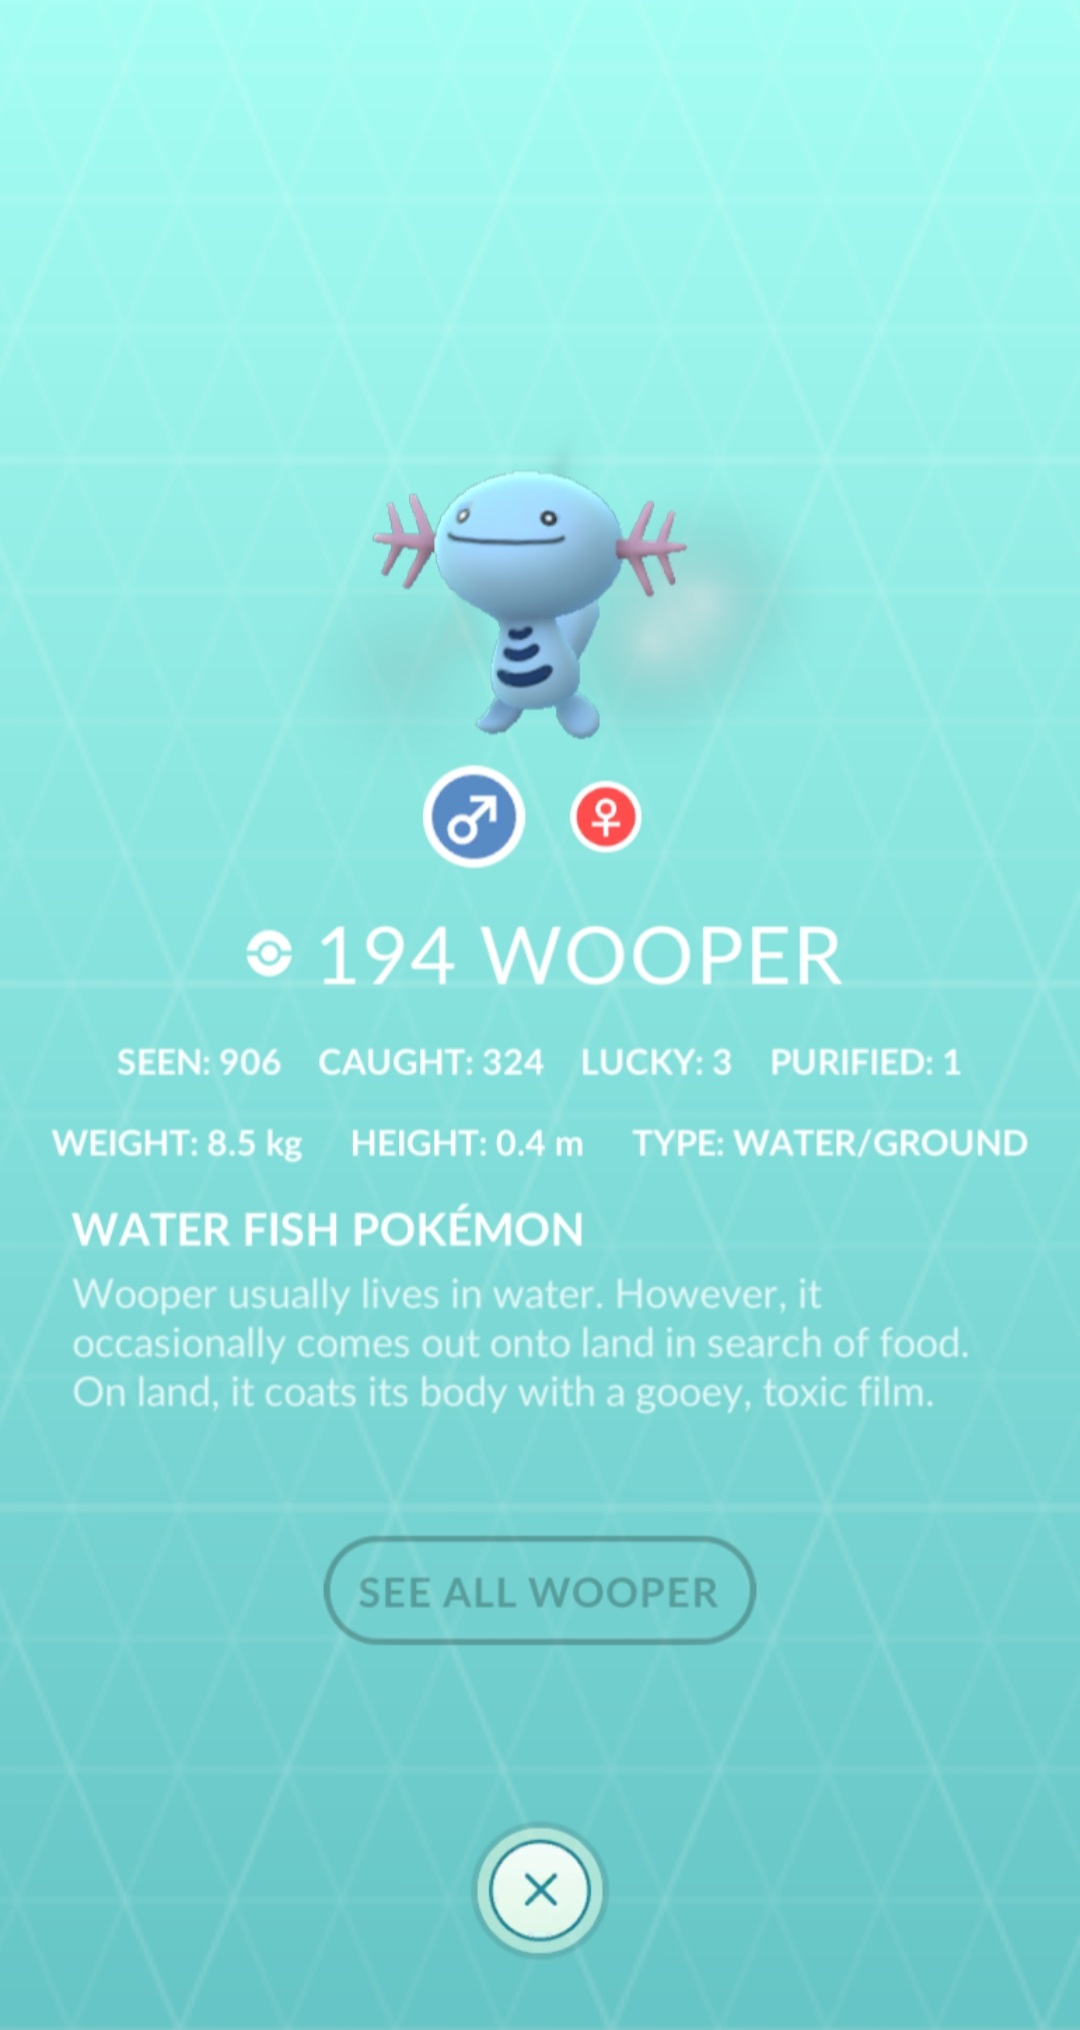 194 WOOPER
SEEN: 906 CAUGHT: 324 LUCKY: 3 PURIFIED: 1
WEIGHT: 8.5 kg HEIGHT: 0.4 m TYPE: WATER/GROUND
WATER FISH POKÉMON
Wooper usually lives in water. However, it
occasionally comes out onto land in search of food.
On land, it coats its body with a gooey, toxic film.
SEE ALL WOOPER